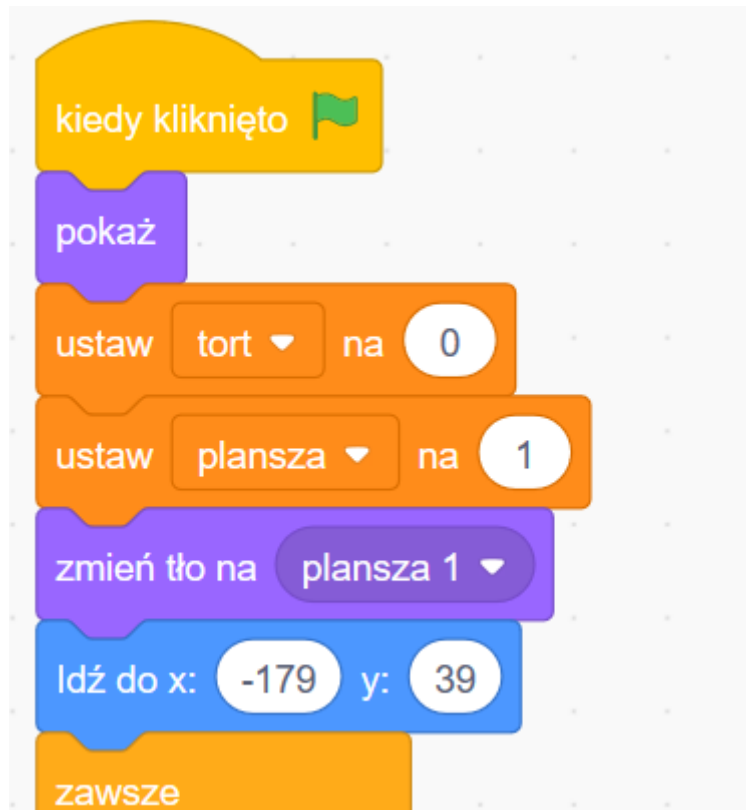 kiedy kliknięto
pokaż
ustaw tort na 0
ustaw plansza na 1
zmień tło na plansza 1
Idź do x: -179 y: 39
zawsze